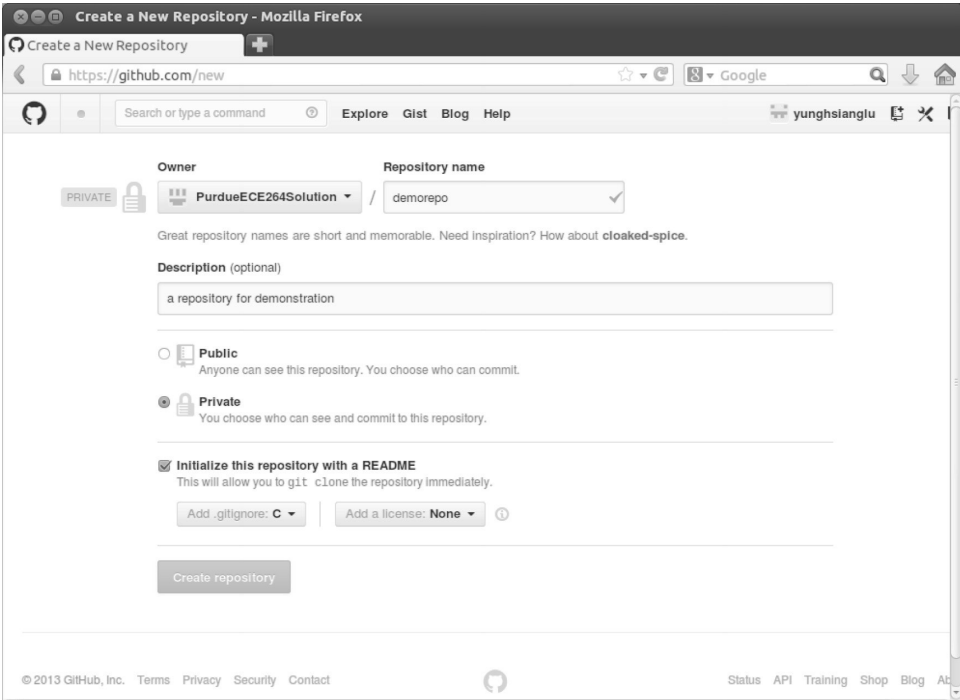 Create a New Repository - Mozilla Firefox
Create a New Repository
https://github.com/new
8 Google
Search or type a command
Explore Gist Blog Help
yunghsianglu
Owner Repository name
PRIVATE
PurdueECE264Solution / demorepo
Great repository names are short and memorable. Need inspiration? How about cloaked-spice.
Description (optional)
a repository for demonstration
Public
Anyone can see this repository. You choose who can commit.
Private
You choose who can see and commit to this repository.
Initialize this repository with a README
This will allow you to git clone the repository immediately.
Add .gitignore: C Add a license: None
Create repository
© 2013 GitHub, Inc. Terms Privacy Security Contact
Status API Training Shop Blog Ab